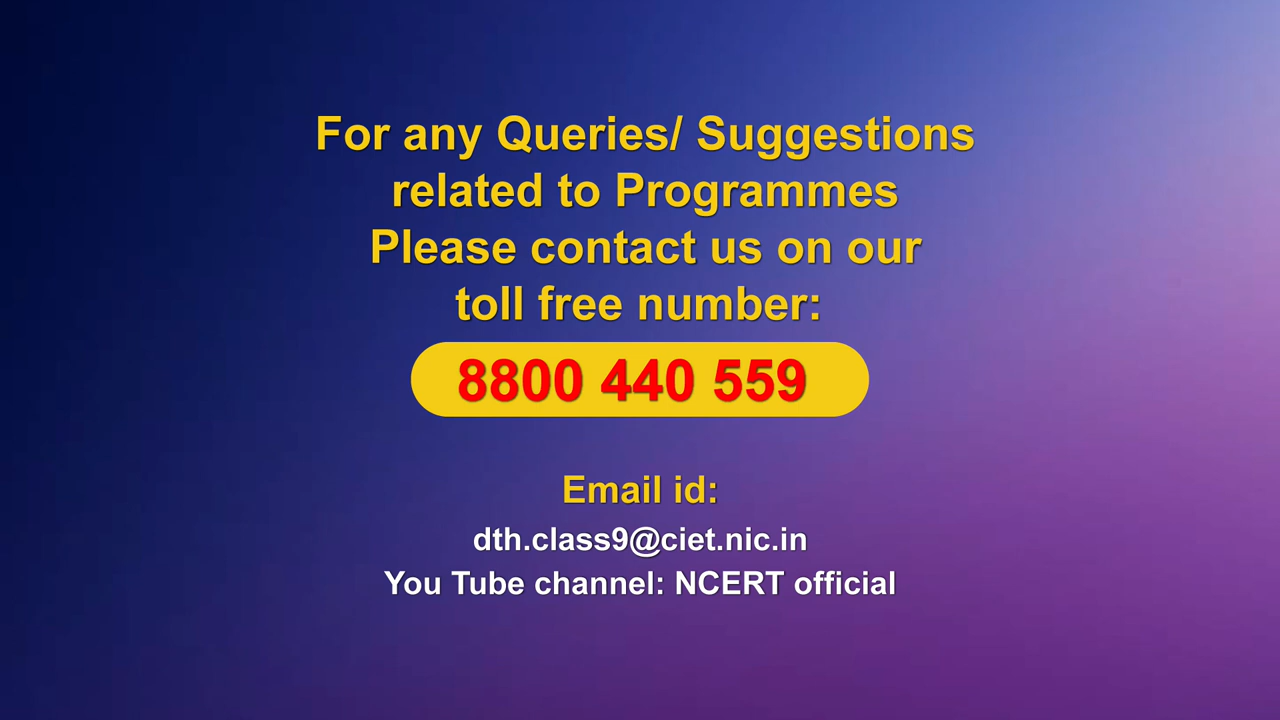 For any Queries/ Suggestions
related to Programmes
Please contact us on our
toll free number:
8800 440 559
Email id:
dth.class9@ciet.nic.in
You Tube channel: NCERT official